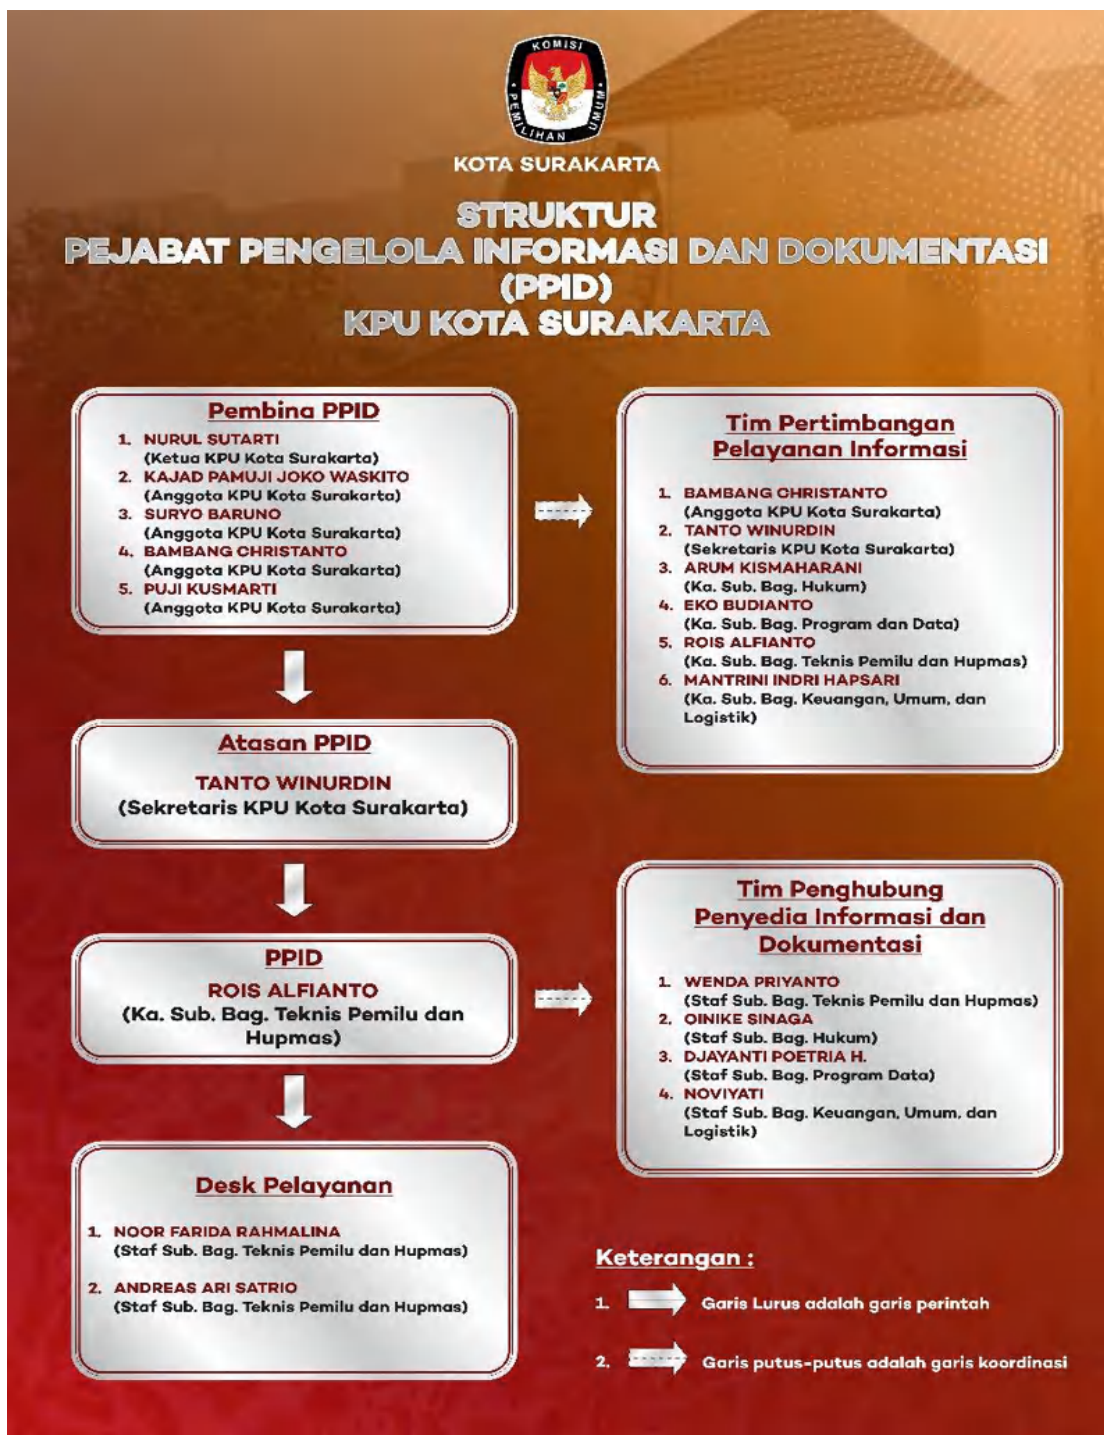 KOMISI
PEMILIHAN UMUM
KOTA SURAKARTA
STRUKTUR
PEJABAT PENGELOLA INFORMASI DAN DOKUMENTASI
(PPID)
KPU KOTA SURAKARTA
Pembina PPID
1. NURUL SUTARTI
(Ketua KPU Kota Surakarta)
2. KAJAD PAMUJI JOKO WASKITO
(Anggota KPU Kota Surakarta)
3. SURYO BARUNO
(Anggota KPU Kota Surakarta)
4. BAMBANG CHRISTANTO
(Anggota KPU Kota Surakarta)
5. PUJI KUSMARTI
(Anggota KPU Kota Surakarta)
Tim Pertimbangan
Pelayanan Informasi
1. BAMBANG CHRISTANTO
(Anggota KPU Kota Surakarta)
2. TANTO WINURDIN
(Sekretaris KPU Kota Surakarta)
3. ARUM KISMAHARANI
(Ka. Sub. Bag. Hukum)
4. EKO BUDIANTO
(Ka. Sub. Bag. Program dan Data)
5. ROIS ALFIANTO
(Ka. Sub. Bag. Teknis Pemilu dan Hupmas)
6. MANTRINI INDRI HAPSARI
(Ka. Sub. Bag. Keuangan, Umum, dan
Logistik)
Atasan PPID
TANTO WINURDIN
(Sekretaris KPU Kota Surakarta)
PPID
ROIS ALFIANTO
(Ka. Sub. Bag. Teknis Pemilu dan
Hupmas)
Tim Penghubung
Penyedia Informasi dan
Dokumentasi
1. WENDA PRIYANTO
(Staf Sub. Bag. Teknis Pemilu dan Hupmas)
2. OINIKE SINAGA
(Staf Sub. Bag. Hukum)
3. DJAYANTI POETRIA H.
(Staf Sub. Bag. Program Data)
4. NOVIYATI
(Staf Sub. Bag. Keuangan, Umum, dan
Logistik)
Desk Pelayanan
1. NOOR FARIDA RAHMALINA
(Staf Sub. Bag. Teknis Pemilu dan Hupmas)
2. ANDREAS ARI SATRIO
(Staf Sub. Bag. Teknis Pemilu dan Hupmas)
Keterangan :
1. Garis Lurus adalah garis perintah
2. Garis putus-putus adalah garis koordinasi